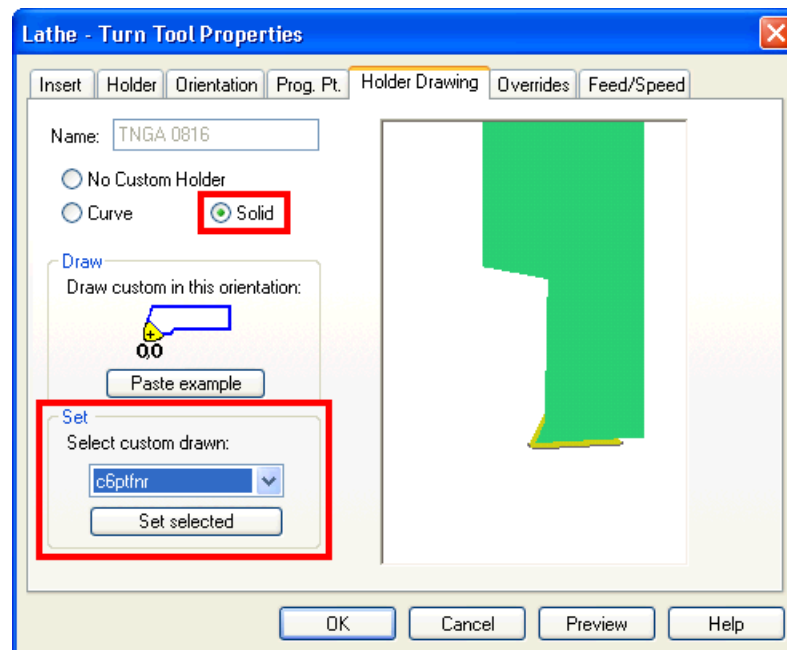 Lathe - Turn Tool Properties
Insert Holder Orientation Prog. Pt. Holder Drawing Overrides Feed/Speed
Name: TNGA 0816
No Custom Holder
Curve Solid
Draw
Draw custom in this orientation:
0,0
Paste example
Set
Select custom drawn:
c6ptfnr
Set selected
OK Cancel Preview Help